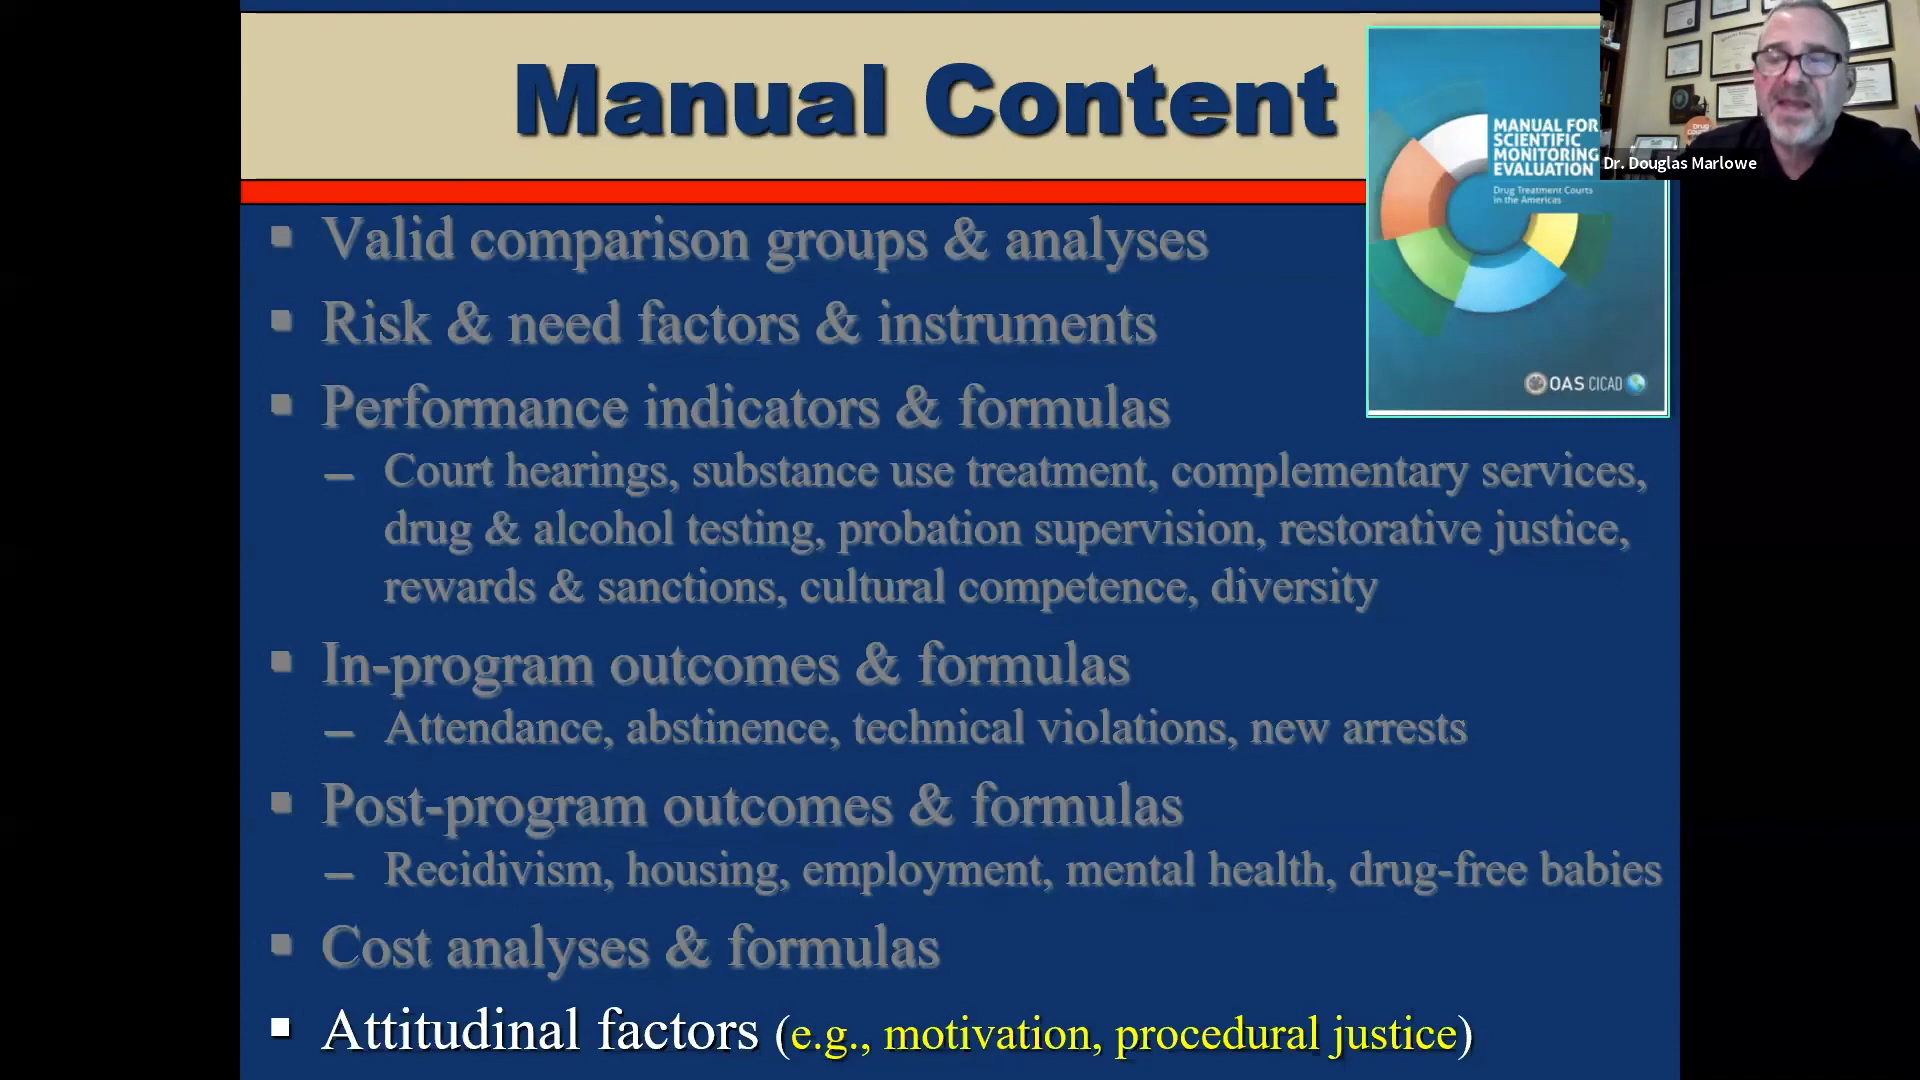 Manual Content
MANUAL FOR
SCIENTIFIC
MONITORING
EVALUATION
Drug Treatment Courts
in the Americas
OAS CICAD
Dr. Douglas Marlowe
▪ Valid comparison groups & analyses
▪ Risk & need factors & instruments
▪ Performance indicators & formulas
– Court hearings, substance use treatment, complementary services,
drug & alcohol testing, probation supervision, restorative justice,
rewards & sanctions, cultural competence, diversity
▪ In-program outcomes & formulas
– Attendance, abstinence, technical violations, new arrests
▪ Post-program outcomes & formulas
– Recidivism, housing, employment, mental health, drug-free babies
▪ Cost analyses & formulas
▪ Attitudinal factors (e.g., motivation, procedural justice)